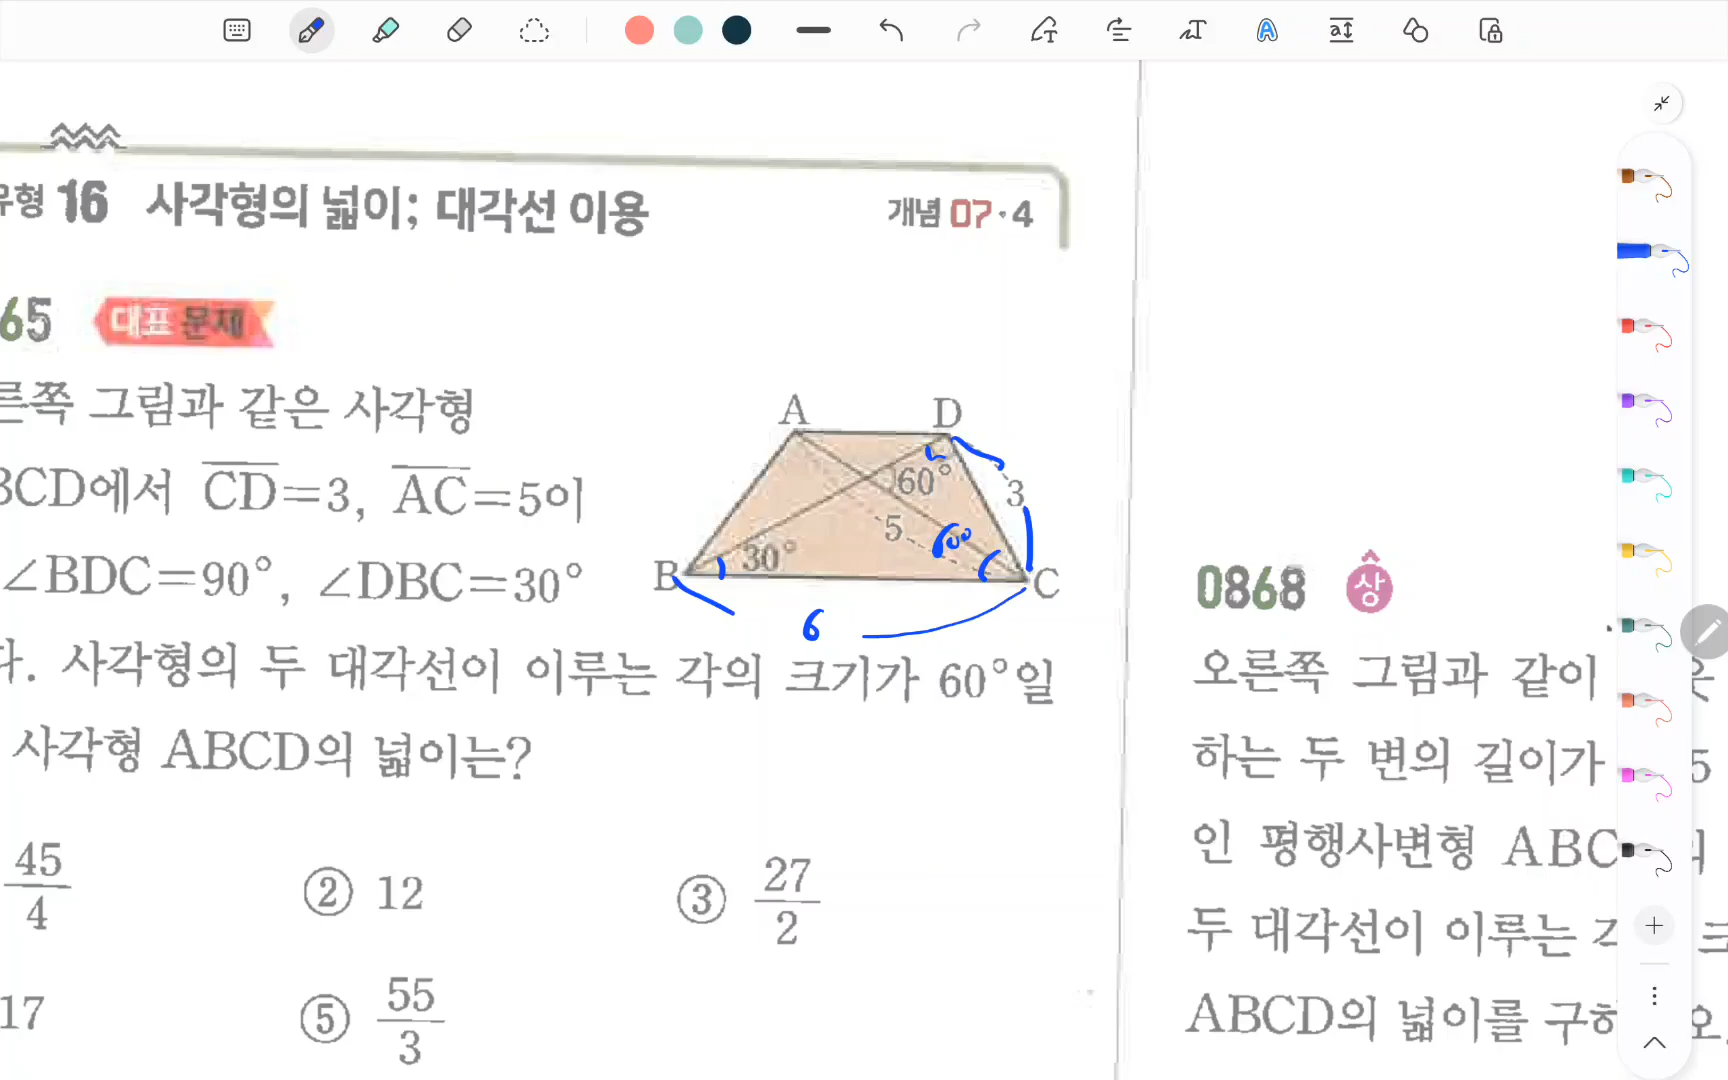 유형 16 사각형의 넓이; 대각선 이용
개념 07·4
65 대표 문제
른쪽 그림과 같은 사각형
BCD에서 CD=3, AC=5이
∠BDC=90°, ∠DBC=30°
다. 사각형의 두 대각선이 이루는 각의 크기가 60°일
사각형 ABCD의 넓이는?
A
D
60°
3
5
60°
30°
B
C
6
45/4
② 12
③ 27/2
17
⑤ 55/3
0868 상
오른쪽 그림과 같이
하는 두 변의 길이가 5
인 평행사변형 ABC
두 대각선이 이루는
ABCD의 넓이를 구하 오.